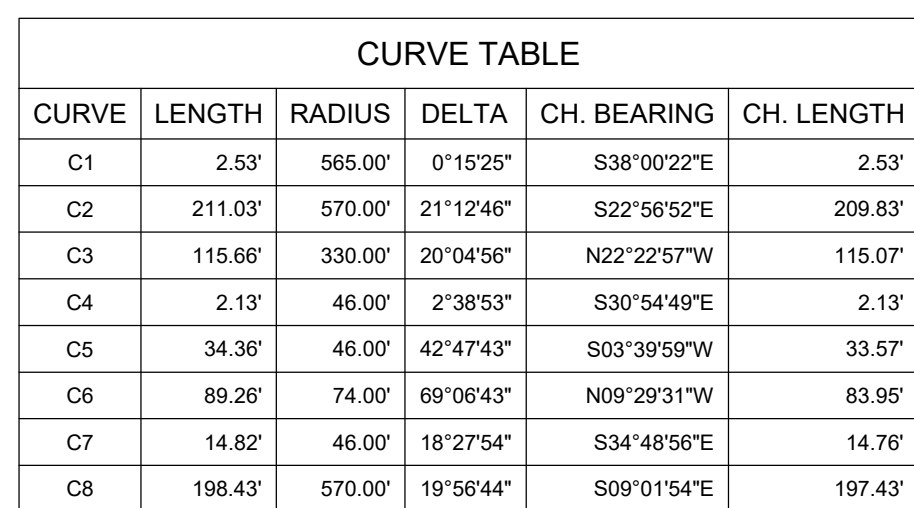 CURVE TABLE
CURVE LENGTH RADIUS DELTA CH. BEARING CH. LENGTH
C1 2.53' 565.00' 0°15'25" S38°00'22"E 2.53'
C2 211.03' 570.00' 21°12'46" S22°56'52"E 209.83'
C3 115.66' 330.00' 20°04'56" N22°22'57"W 115.07'
C4 2.13' 46.00' 2°38'53" S30°54'49"E 2.13'
C5 34.36' 46.00' 42°47'43" S03°39'59"W 33.57'
C6 89.26' 74.00' 69°06'43" N09°29'31"W 83.95'
C7 14.82' 46.00' 18°27'54" S34°48'56"E 14.76'
C8 198.43' 570.00' 19°56'44" S09°01'54"E 197.43'